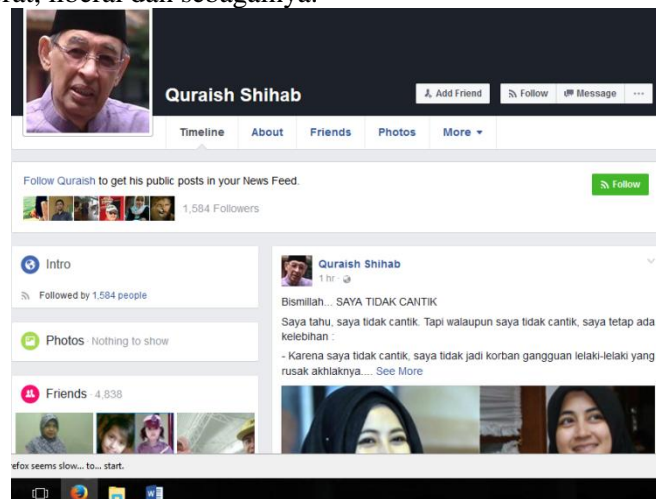 liberal dan sebagainya.
Quraish Shihab
Add Friend
Follow
Message
...
Timeline
About
Friends
Photos
More
Follow Quraish to get his public posts in your News Feed.
Follow
1,584 Followers
Intro
Followed by 1,584 people
Photos · Nothing to show
Friends · 4,838
Quraish Shihab
1 hr ·
Bismillah... SAYA TIDAK CANTIK
Saya tahu, saya tidak cantik. Tapi walaupun saya tidak cantik, saya tetap ada
kelebihan :
- Karena saya tidak cantik, saya tidak jadi korban gangguan lelaki-lelaki yang
rusak akhlaknya.... See More
efox seems slow... to... start.